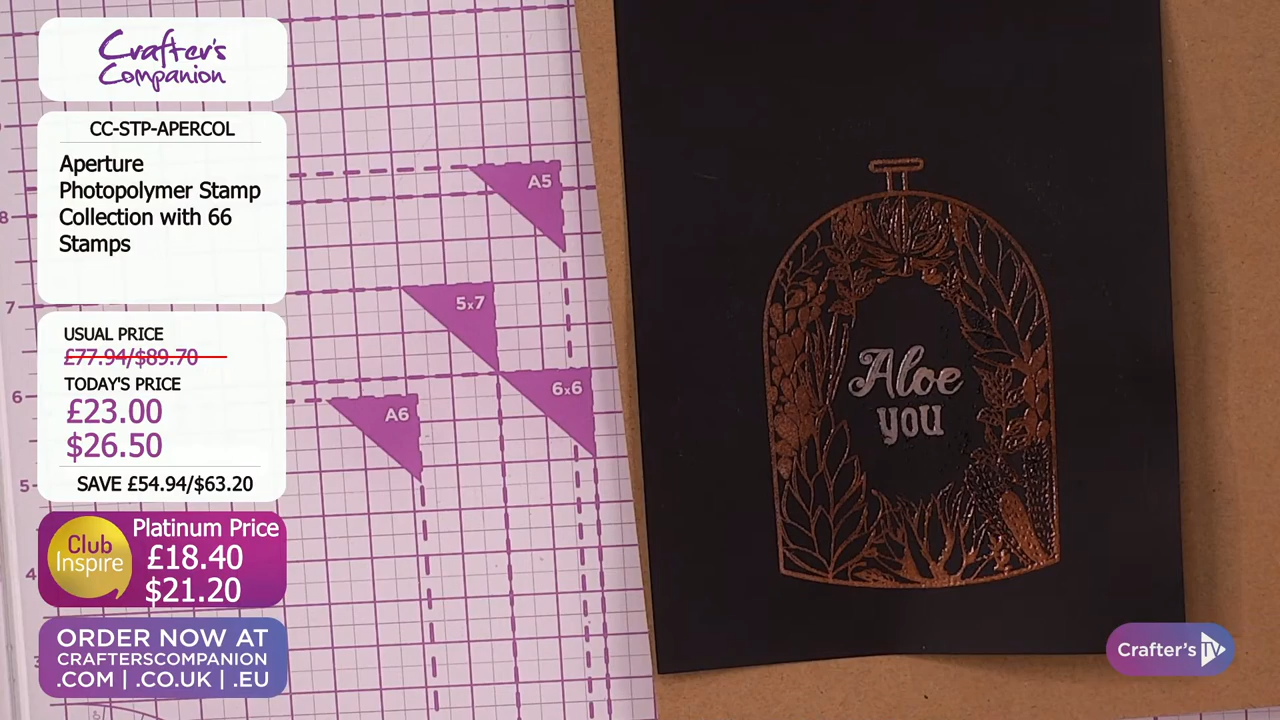 Crafter's
Companion
CC-STP-APERCOL
Aperture
Photopolymer Stamp
Collection with 66
Stamps
USUAL PRICE
£77.94/$89.70
TODAY'S PRICE
£23.00
$26.50
SAVE £54.94/$63.20
Club
Inspire
Platinum Price
£18.40
$21.20
ORDER NOW AT
CRAFTERSCOMPANION
.COM | .CO.UK | .EU
8
7
6
5
4
3
A5
5x7
6x6
A6
Aloe
you
Crafter's TV